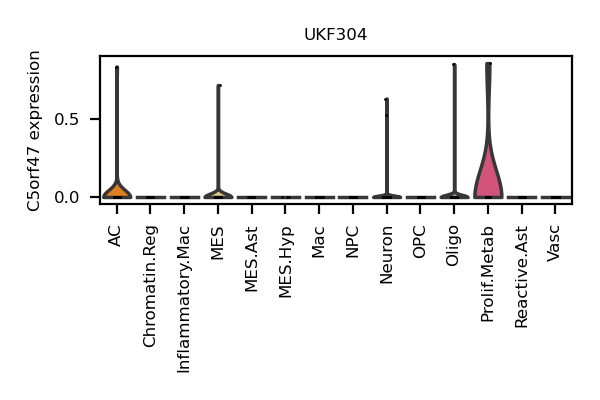 UKF304
C5orf47 expression
0.5
0.0
AC
Chromatin.Reg
Inflammatory.Mac
MES
MES.Ast
MES.Hyp
Mac
NPC
Neuron
OPC
Oligo
Prolif.Metab
Reactive.Ast
Vasc